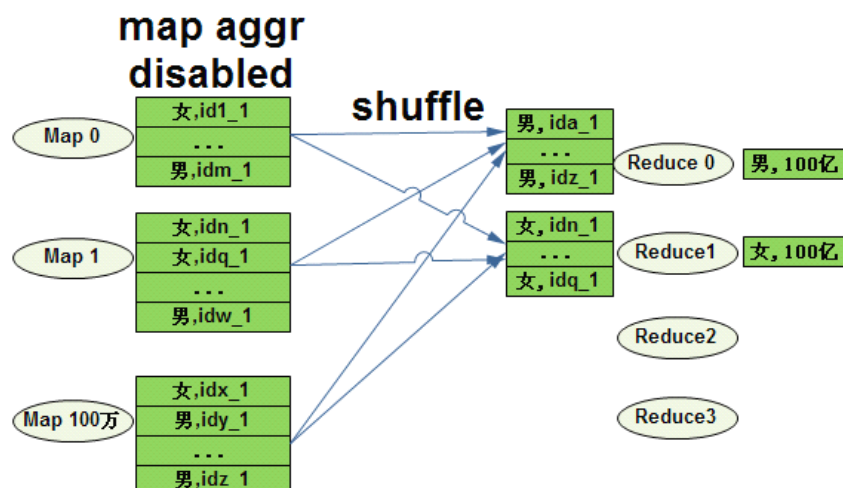 map aggr
disabled
shuffle
Map 0
女,id1_1
...
男,idm_1
Map 1
女,idn_1
女,idq_1
...
男,idw_1
Map 100万
女,idx_1
男,idy_1
...
男,idz_1
男, ida_1
...
男, idz_1
Reduce 0
男, 100亿
女, idn_1
...
女, idq_1
Reduce1
女, 100亿
Reduce2
Reduce3